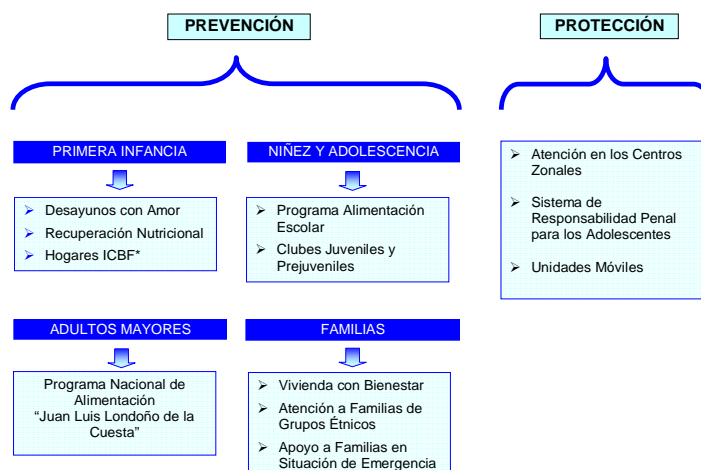 PREVENCIÓN
PROTECCIÓN
PRIMERA INFANCIA
Desayunos con Amor
Recuperación Nutricional
Hogares ICBF*
NIÑEZ Y ADOLESCENCIA
Programa Alimentación
Escolar
Clubes Juveniles y
Prejuveniles
Atención en los Centros
Zonales
Sistema de
Responsabilidad Penal
para los Adolescentes
Unidades Móviles
ADULTOS MAYORES
Programa Nacional de
Alimentación
“Juan Luis Londoño de la
Cuesta”
FAMILIAS
Vivienda con Bienestar
Atención a Familias de
Grupos Étnicos
Apoyo a Familias en
Situación de Emergencia